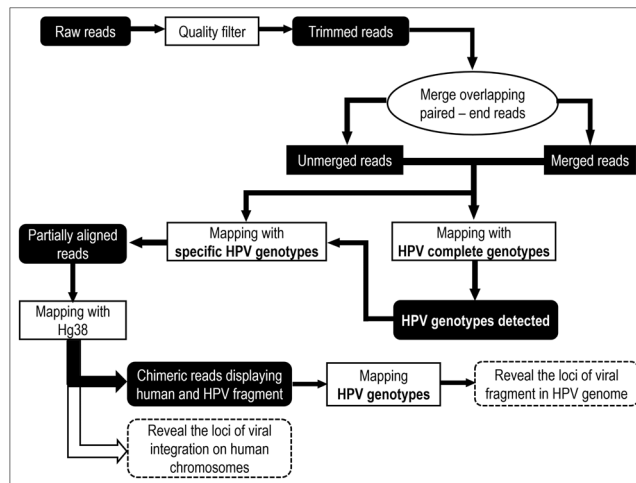 Raw reads
Quality filter
Trimmed reads
Merge overlapping
paired – end reads
Unmerged reads
Merged reads
Partially aligned
reads
Mapping with
specific HPV genotypes
Mapping with
HPV complete genotypes
Mapping with
Hg38
HPV genotypes detected
Chimeric reads displaying
human and HPV fragment
Mapping
HPV genotypes
Reveal the loci of viral
fragment in HPV genome
Reveal the loci of viral
integration on human
chromosomes